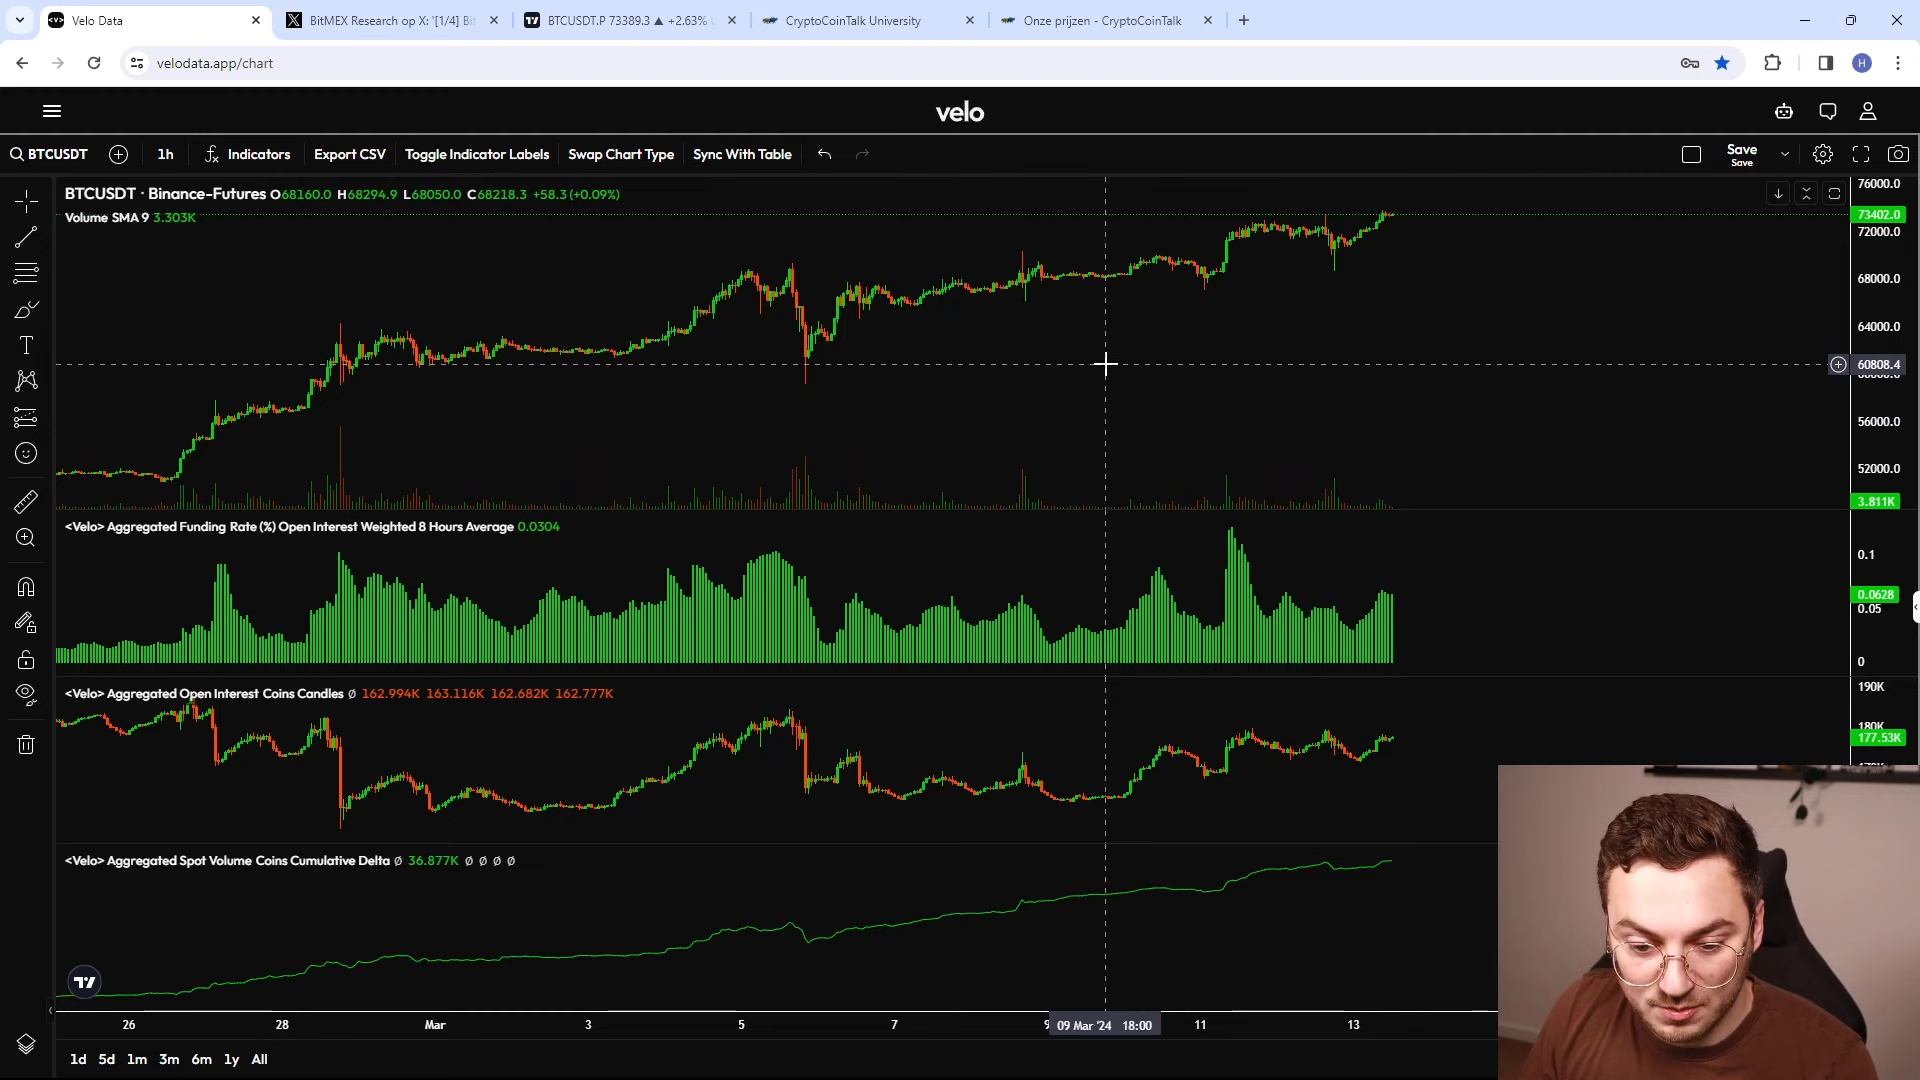 Velo Data
BitMEX Research op X: '[1/4] Bit
BTCUSDT.P 73389.3 ▲ +2.63%
CryptoCoinTalk University
Onze prijzen - CryptoCoinTalk
velodata.app/chart
H
velo
BTCUSDT
1h
Indicators
Export CSV
Toggle Indicator Labels
Swap Chart Type
Sync With Table
Save
Save
BTCUSDT · Binance-Futures O68160.0 H68294.9 L68050.0 C68218.3 +58.3 (+0.09%)
Volume SMA 9 3.303K
76000.0
73402.0
72000.0
68000.0
64000.0
60808.4
56000.0
52000.0
3.811K
<Velo> Aggregated Funding Rate (%) Open Interest Weighted 8 Hours Average 0.0304
0.1
0.0628
0.05
0
<Velo> Aggregated Open Interest Coins Candles ∅ 162.994K 163.116K 162.682K 162.777K
190K
180K
177.53K
<Velo> Aggregated Spot Volume Coins Cumulative Delta ∅ 36.877K ∅ ∅ ∅ ∅
26 28 Mar 3 5 7 9 09 Mar '24 18:00 11 13
1d 5d 1m 3m 6m 1y All